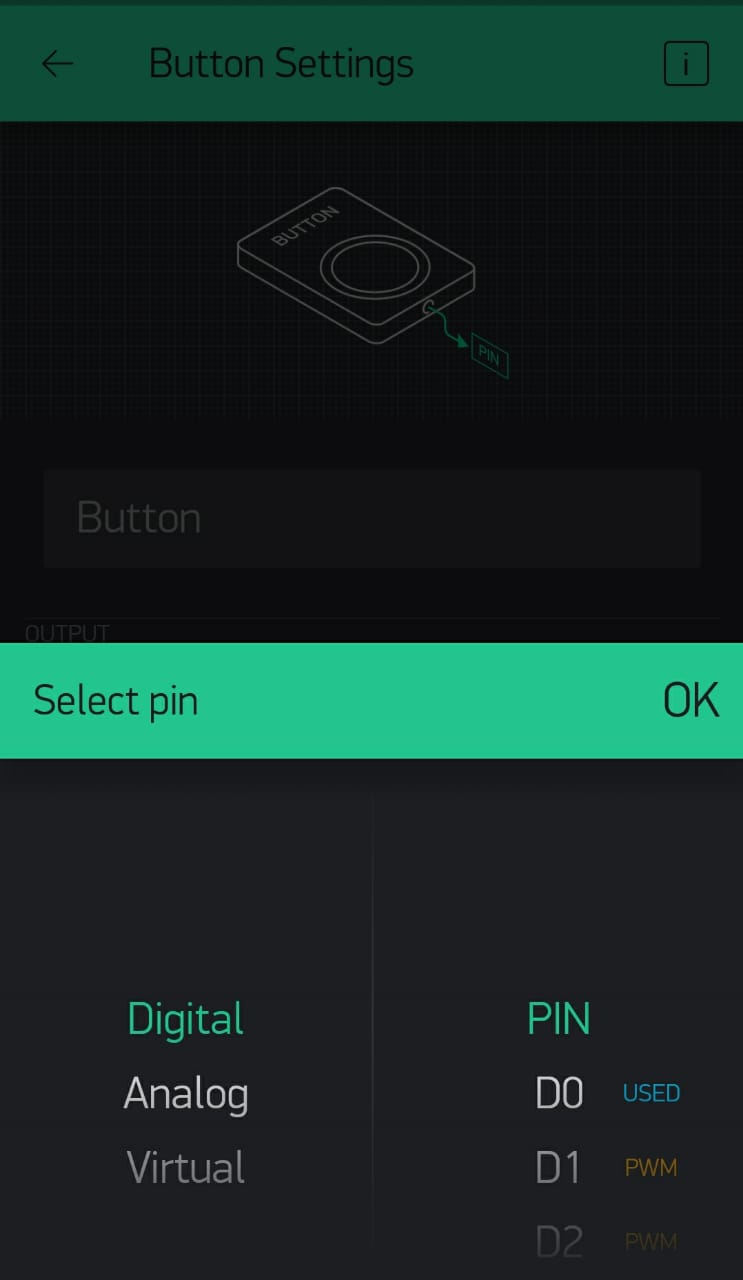 Button Settings
i
BUTTON
PIN
Button
OUTPUT
Select pin OK
Digital PIN
Analog D0 USED
Virtual D1 PWM
D2 PWM